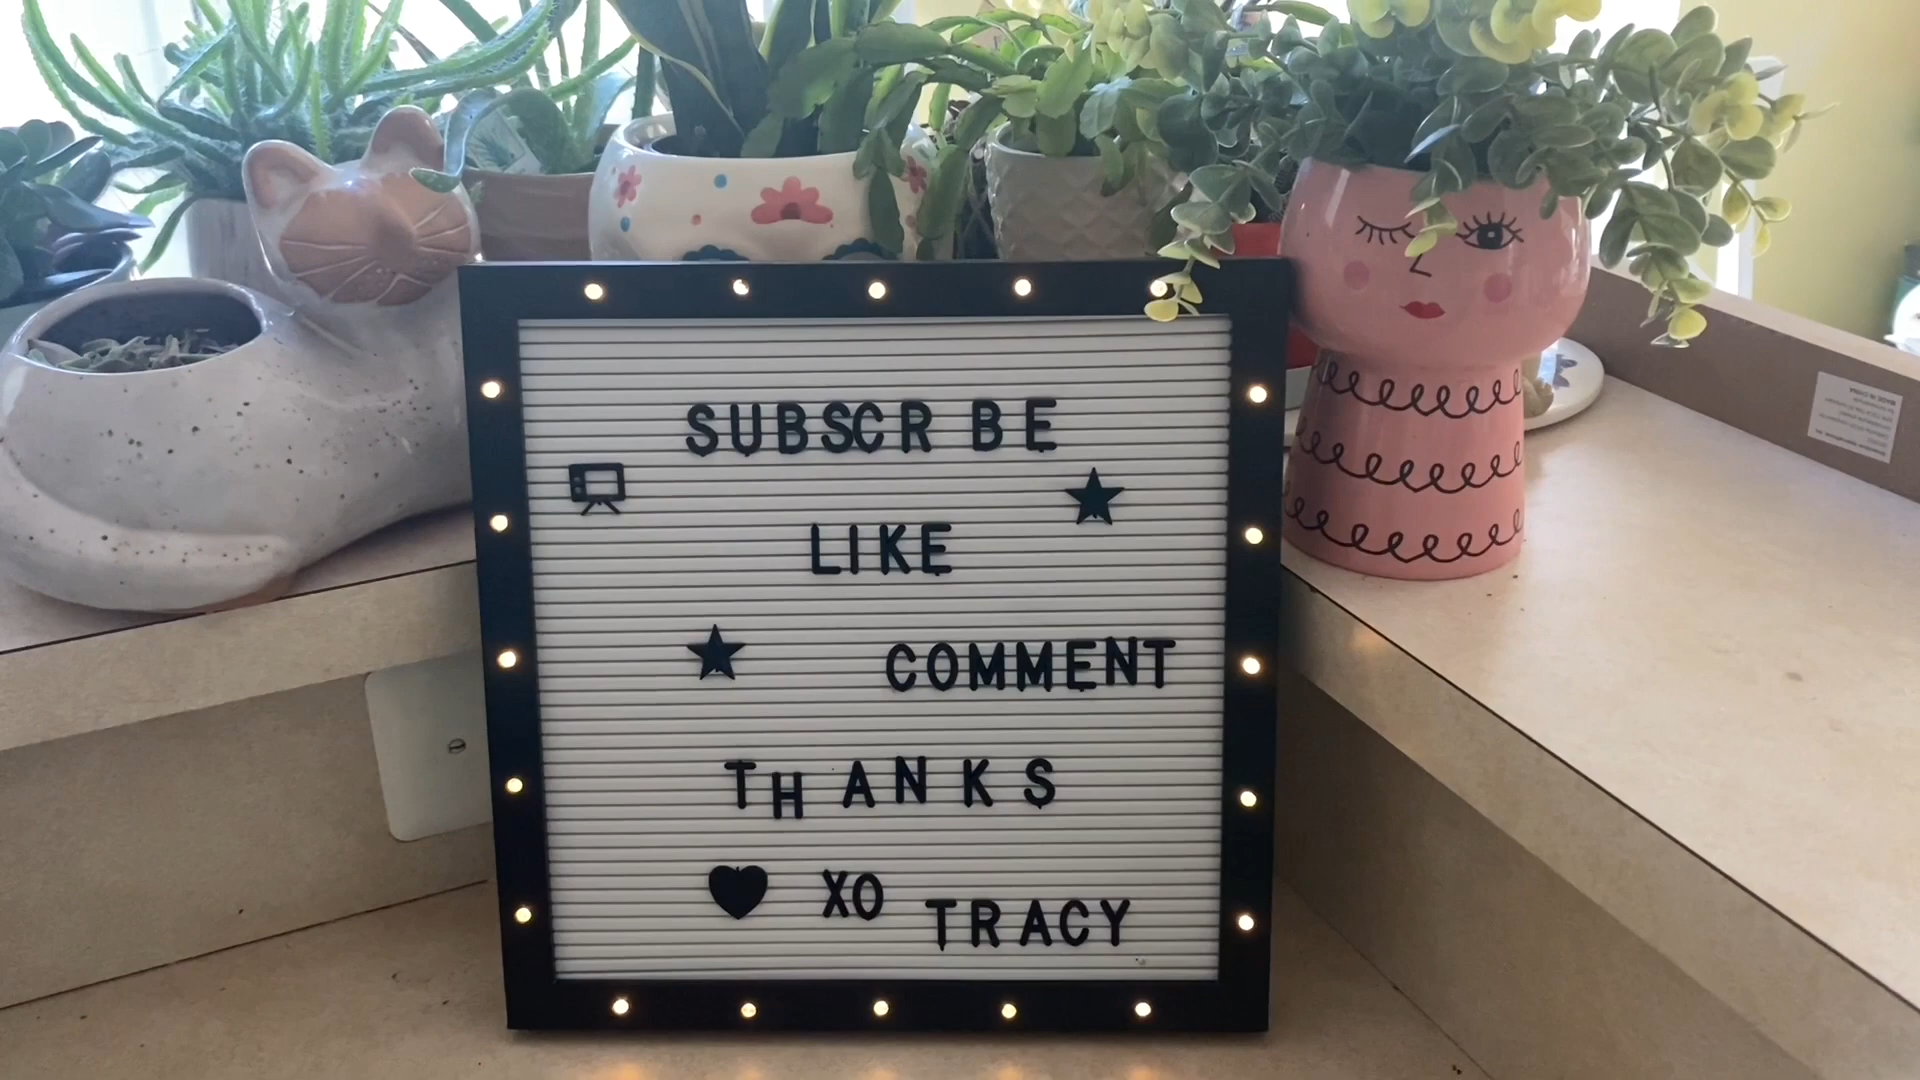 SUBSCR BE
LIKE
COMMENT
THANKS
XO TRACY